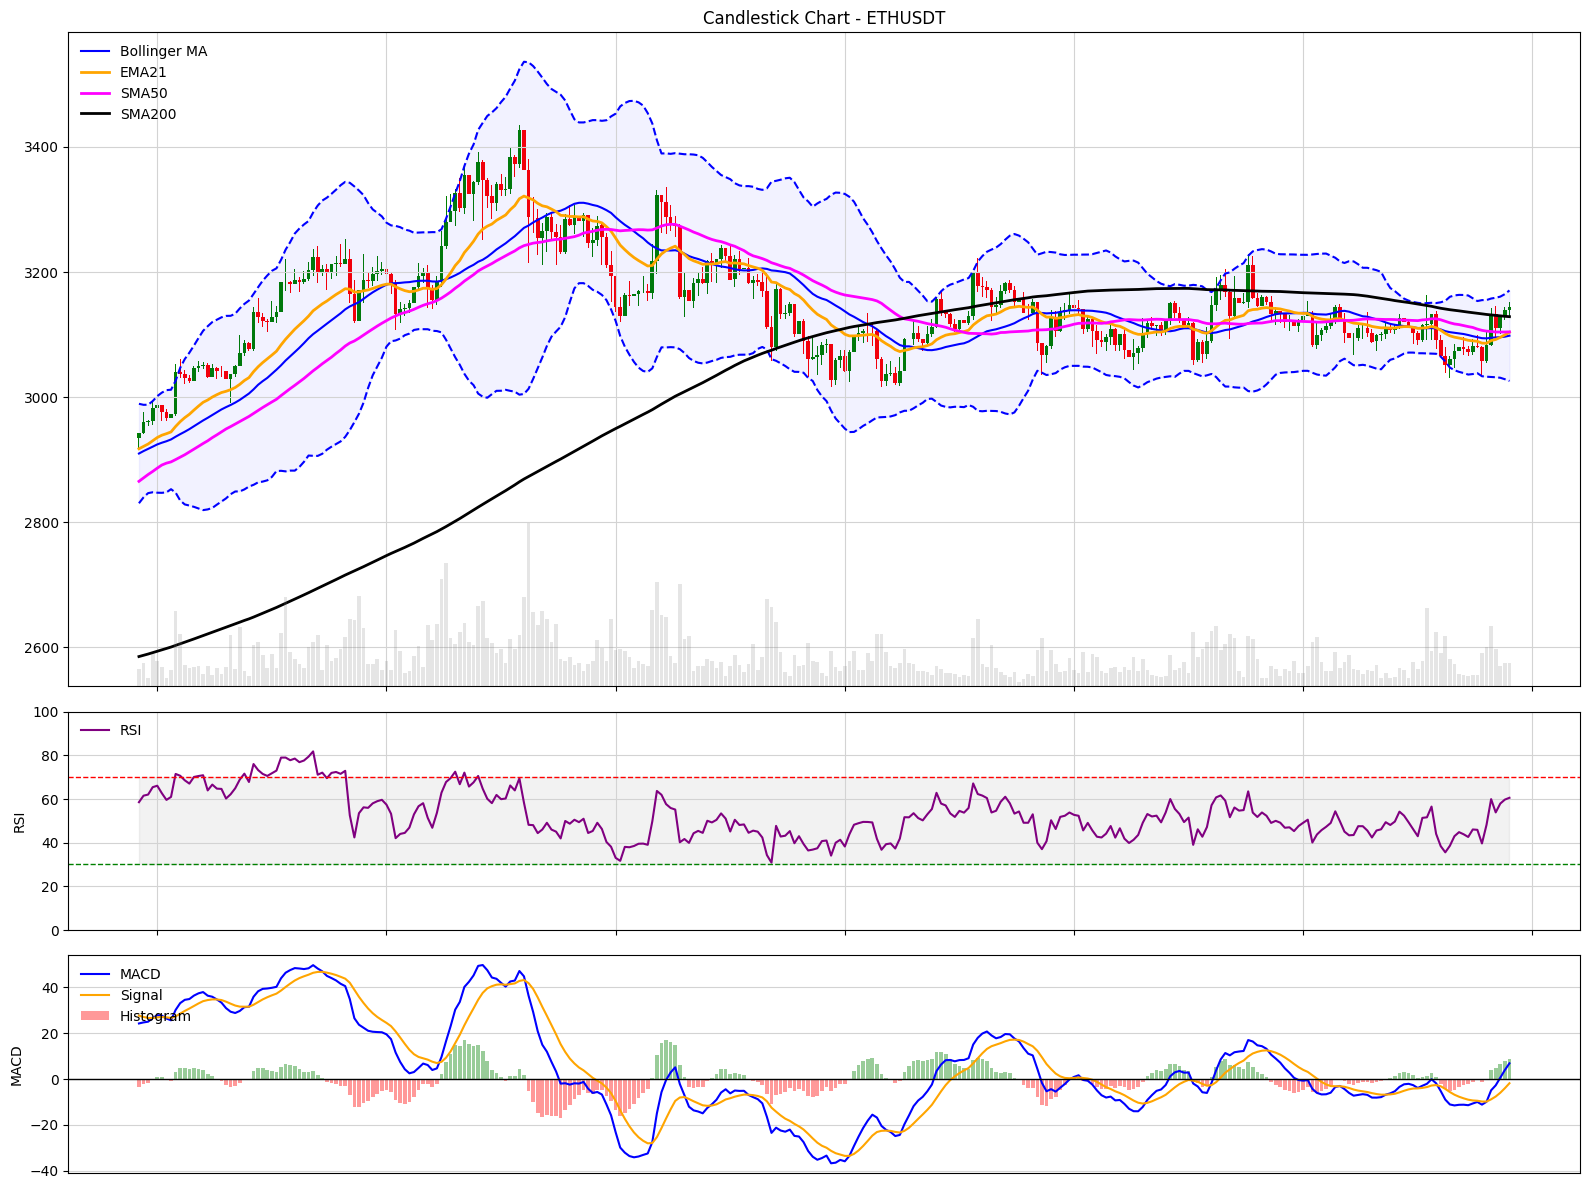 Candlestick Chart - ETHUSDT
Bollinger MA
EMA21
SMA50
SMA200
3400
3200
3000
2800
2600
100
RSI
80
60
RSI
40
20
0
MACD
40
Signal
Histogram
20
MACD
0
−20
−40